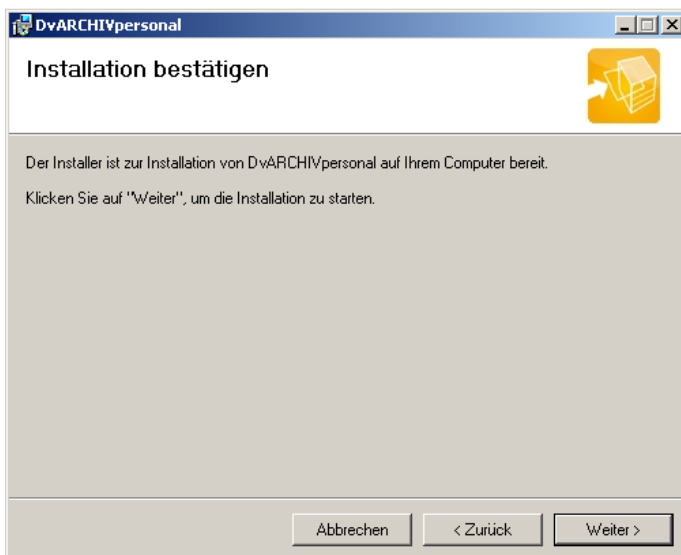 DvARCHIVpersonal
Installation bestätigen
Der Installer ist zur Installation von DvARCHIVpersonal auf Ihrem Computer bereit.
Klicken Sie auf "Weiter", um die Installation zu starten.
Abbrechen
< Zurück
Weiter >